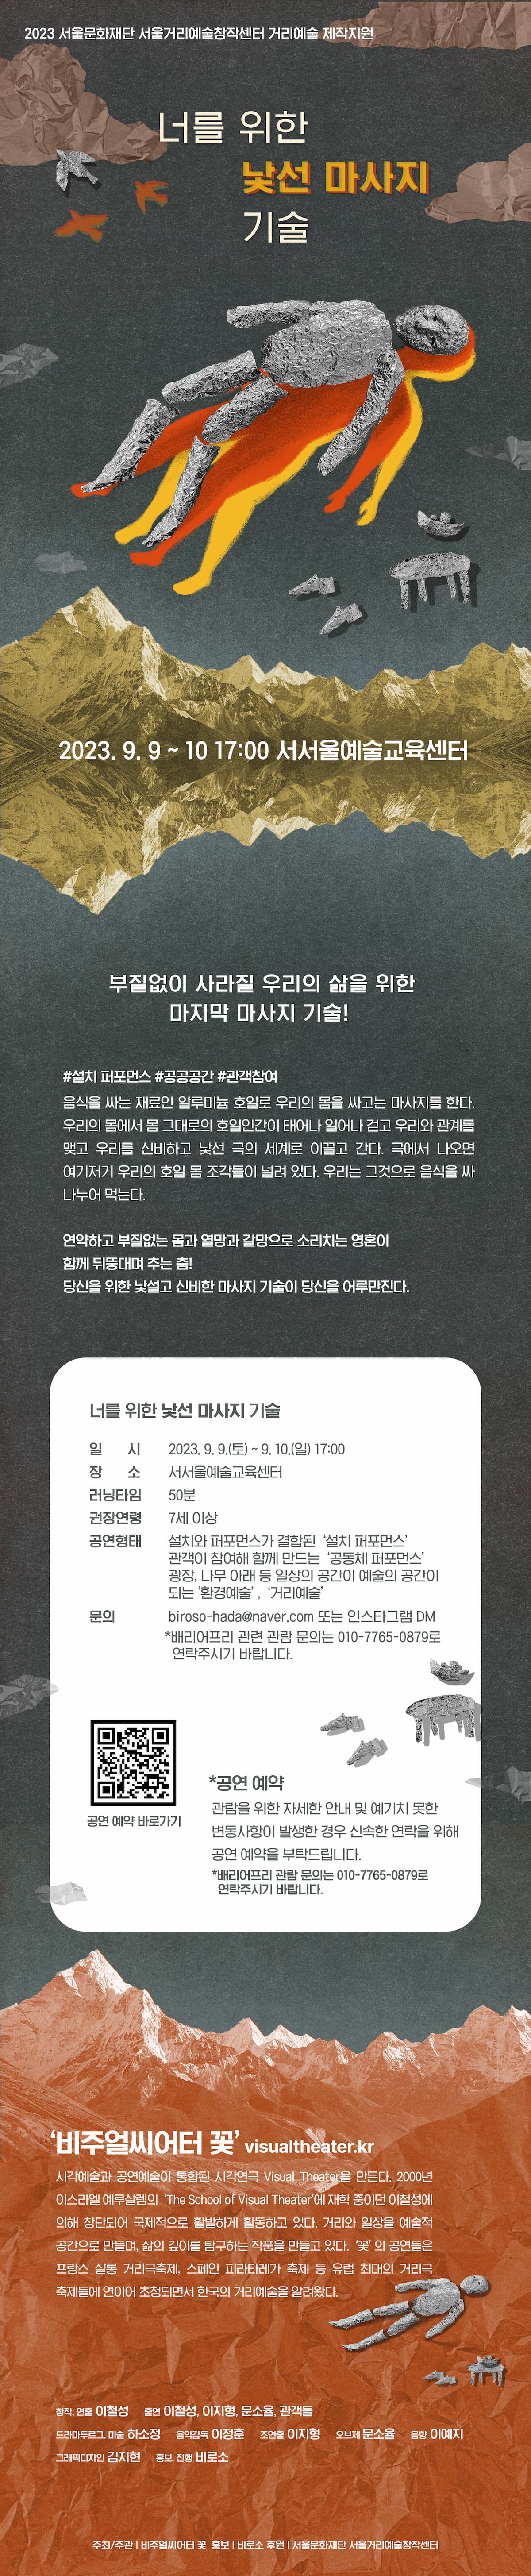 2023 서울문화재단 서울거리예술창작센터 거리예술 제작지원
너를 위한
낯선 마사지
기술
2023. 9. 9 ~ 10 17:00 서서울예술교육센터
부질없이 사라질 우리의 삶을 위한
마지막 마사지 기술!
#설치 퍼포먼스 #공공공간 #관객참여
음식을 싸는 재료인 알루미늄 호일로 우리의 몸을 싸고는 마사지를 한다.
우리의 몸에서 몸 그대로의 호일인간이 태어나 일어나 걷고 우리와 관계를
맺고 우리를 신비하고 낯선 극의 세계로 이끌고 간다. 극에서 나오면
여기저기 우리의 호일 몸 조각들이 널려 있다. 우리는 그것으로 음식을 싸
나누어 먹는다.
연약하고 부질없는 몸과 열망과 갈망으로 소리치는 영혼이
함께 뒤뚱대며 추는 춤!
당신을 위한 낯설고 신비한 마사지 기술이 당신을 어루만진다.
너를 위한 낯선 마사지 기술
일 시 2023. 9. 9.(토) ~ 9. 10.(일) 17:00
장 소 서서울예술교육센터
러닝타임 50분
권장연령 7세 이상
공연형태 설치와 퍼포먼스가 결합된 ‘설치 퍼포먼스’
관객이 참여해 함께 만드는 ‘공동체 퍼포먼스’
광장, 나무 아래 등 일상의 공간이 예술의 공간이
되는 ‘환경예술’ , ‘거리예술’
문의 biroso-hada@naver.com 또는 인스타그램 DM
*배리어프리 관련 관람 문의는 010-7765-0879로
연락주시기 바랍니다.
공연 예약 바로가기
*공연 예약
관람을 위한 자세한 안내 및 예기치 못한
변동사항이 발생한 경우 신속한 연락을 위해
공연 예약을 부탁드립니다.
*배리어프리 관람 문의는 010-7765-0879로
연락주시기 바랍니다.
‘비주얼씨어터 꽃’ visualtheater.kr
시각예술과 공연예술이 통합된 시각연극 Visual Theater을 만든다. 2000년
이스라엘 예루살렘의 ‘The School of Visual Theater’에 재학 중이던 이철성에
의해 창단되어 국제적으로 활발하게 활동하고 있다. 거리와 일상을 예술적
공간으로 만들며, 삶의 깊이를 탐구하는 작품을 만들고 있다. ‘꽃’ 의 공연들은
프랑스 샬롱 거리극축제, 스페인 피라타레가 축제 등 유럽 최대의 거리극
축제들에 연이어 초청되면서 한국의 거리예술을 알려왔다.
창작, 연출 이철성 출연 이철성, 이지형, 문소율, 관객들
드라마투르그. 미술 하소정 음악감독 이정훈 조연출 이지형 오브제 문소율 음향 이예지
그래픽디자인 김지현 홍보, 진행 비로소
주최/주관 | 비주얼씨어터 꽃 홍보 | 비로소 후원 | 서울문화재단 서울거리예술창작센터